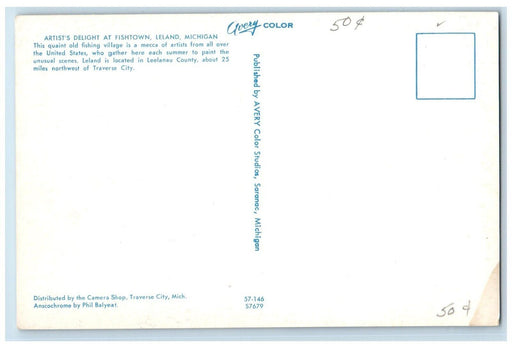 Avery COLOR
50¢
ARTIST'S DELIGHT AT FISHTOWN, LELAND, MICHIGAN
This quaint old fishing village is a mecca of artists from all over
the United States, who gather here each summer to paint the
unusual scenes. Leland is located in Leelanau County, about 25
miles northwest of Traverse City.
Published by AVERY Color Studios, Saranac, Michigan
Distributed by the Camera Shop, Traverse City, Mich.
Anscochrome by Phil Balyeat.
57-146
S7679
50¢